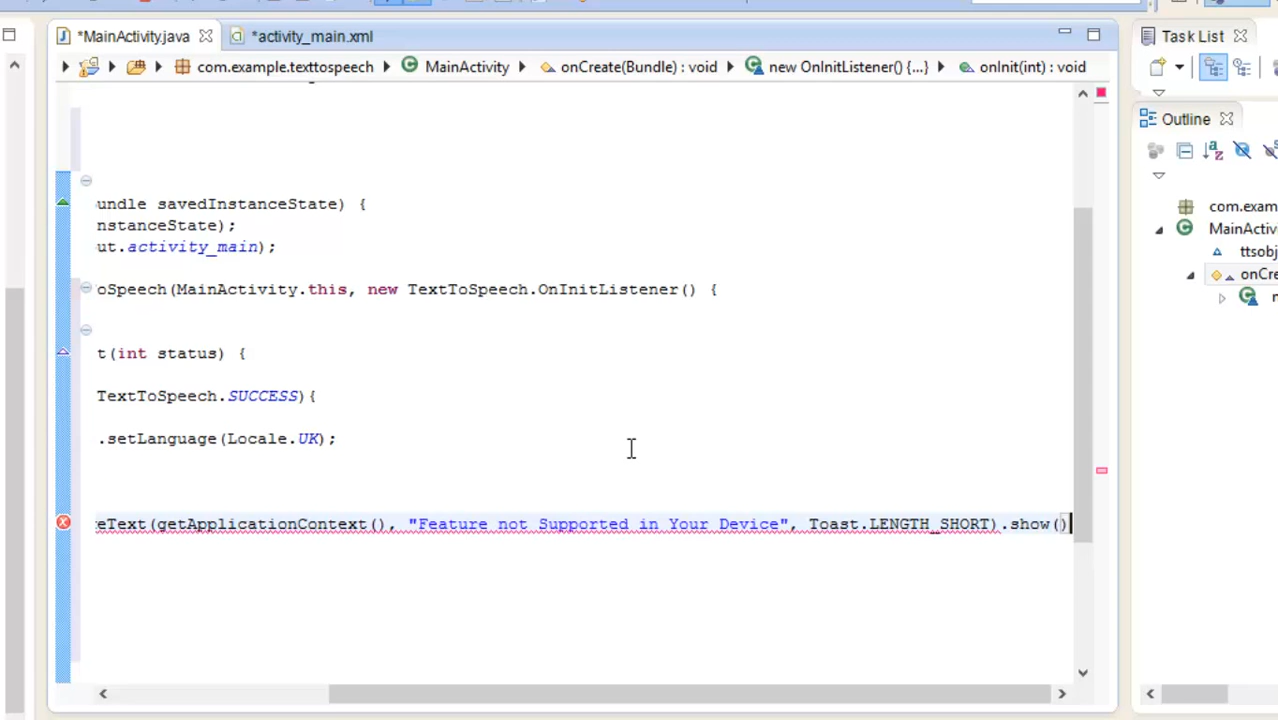 *MainActivity.java
*activity_main.xml
Task List
com.example.texttospeech
MainActivity
onCreate(Bundle) : void
new OnInitListener() {...}
onInit(int) : void
Outline
undle savedInstanceState) {
nstanceState);
ut.activity_main);
oSpeech(MainActivity.this, new TextToSpeech.OnInitListener() {
t(int status) {
TextToSpeech.SUCCESS){
.setLanguage(Locale.UK);
eText(getApplicationContext(), "Feature not Supported in Your Device", Toast.LENGTH_SHORT).show()
com.exam
MainActiv
ttsobj
onCre